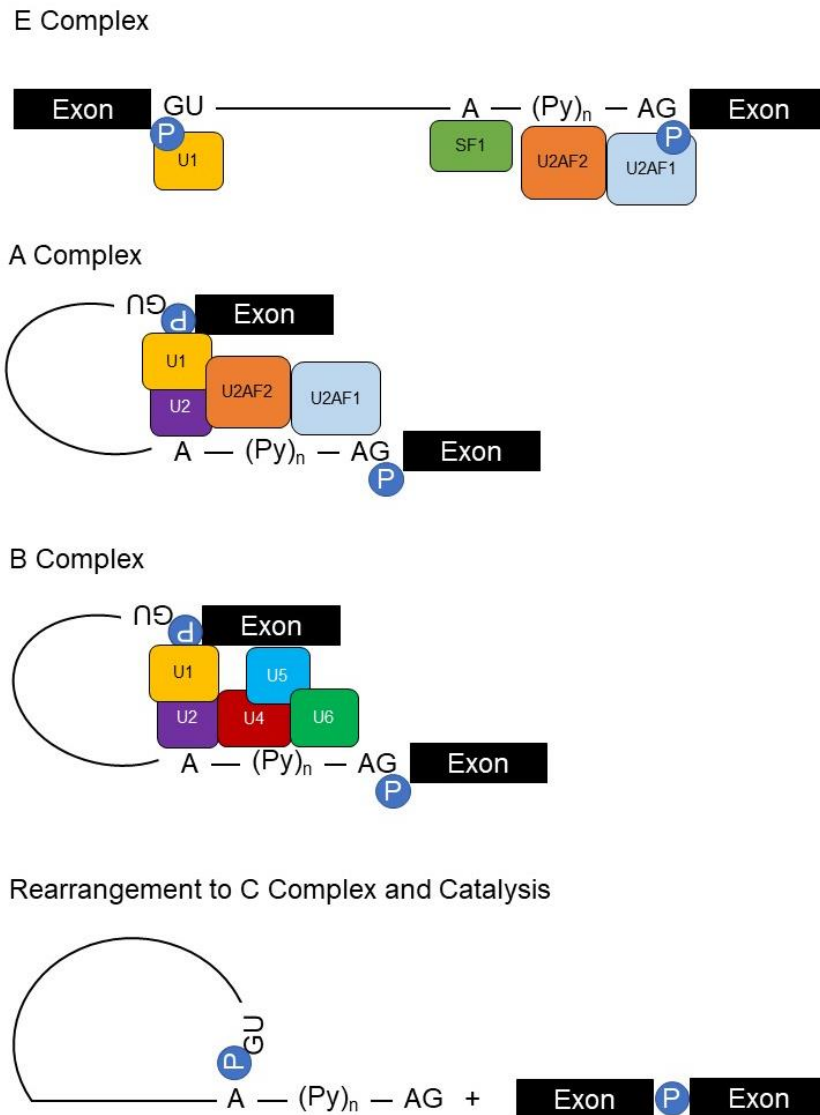 E Complex
Exon GU A — (Py)n — AG Exon
P P
U1 SF1 U2AF2 U2AF1
A Complex
GU P Exon
U1 U2AF2 U2AF1
U2
A — (Py)n — AG Exon
P
B Complex
GU P Exon
U1 U5
U2 U4 U6
A — (Py)n — AG Exon
P
Rearrangement to C Complex and Catalysis
GU
P
A — (Py)n — AG + Exon P Exon